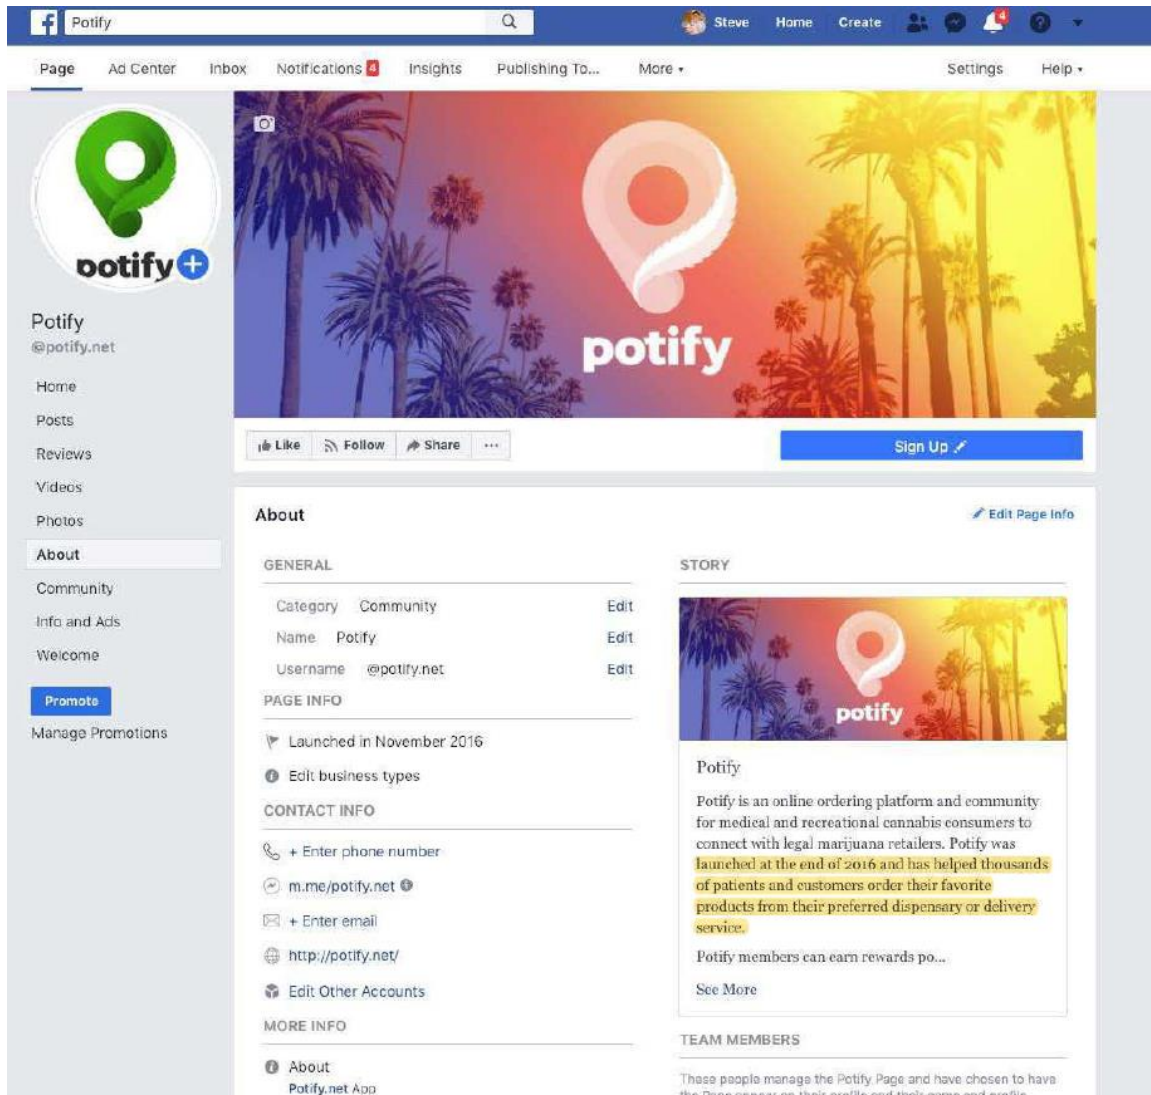 Potify
Steve Home Create 4
Page Ad Center Inbox Notifications 4 Insights Publishing To... More Settings Help
potify
potify
Potify
@potify.net
Home
Posts
Reviews
Videos
Photos
About
Community
Info and Ads
Welcome
Promote
Manage Promotions
Like Follow Share ... Sign Up
About
Edit Page Info
GENERAL
Category Community Edit
Name Potify Edit
Username @potify.net Edit
PAGE INFO
Launched in November 2016
Edit business types
CONTACT INFO
+ Enter phone number
m.me/potify.net
+ Enter email
http://potify.net/
Edit Other Accounts
MORE INFO
About
Potify.net App
STORY
potify
Potify
Potify is an online ordering platform and community
for medical and recreational cannabis consumers to
connect with legal marijuana retailers. Potify was
launched at the end of 2016 and has helped thousands
of patients and customers order their favorite
products from their preferred dispensary or delivery
service.
Potify members can earn rewards po...
See More
TEAM MEMBERS
These people manage the Potify Page and have chosen to have